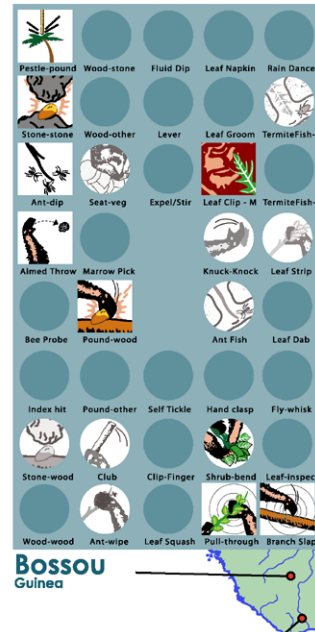 Pestle-pound Wood-stone Fluid Dip Leaf Napkin Rain Dance
Stone-stone Wood-other Lever Leaf Groom TermiteFish-
Ant-dip Seat-veg Expel/Stir Leaf Clip - M TermiteFish-
Aimed Throw Marrow Pick Knuck-Knock Leaf Strip
Bee Probe Pound-wood Ant Fish Leaf Dab
Index hit Pound-other Self Tickle Hand clasp Fly-whisk
Stone-wood Club Clip-Finger Shrub-bend Leaf-inspec
Wood-wood Ant-wipe Leaf Squash Pull-through Branch Slap
Bossou
Guinea